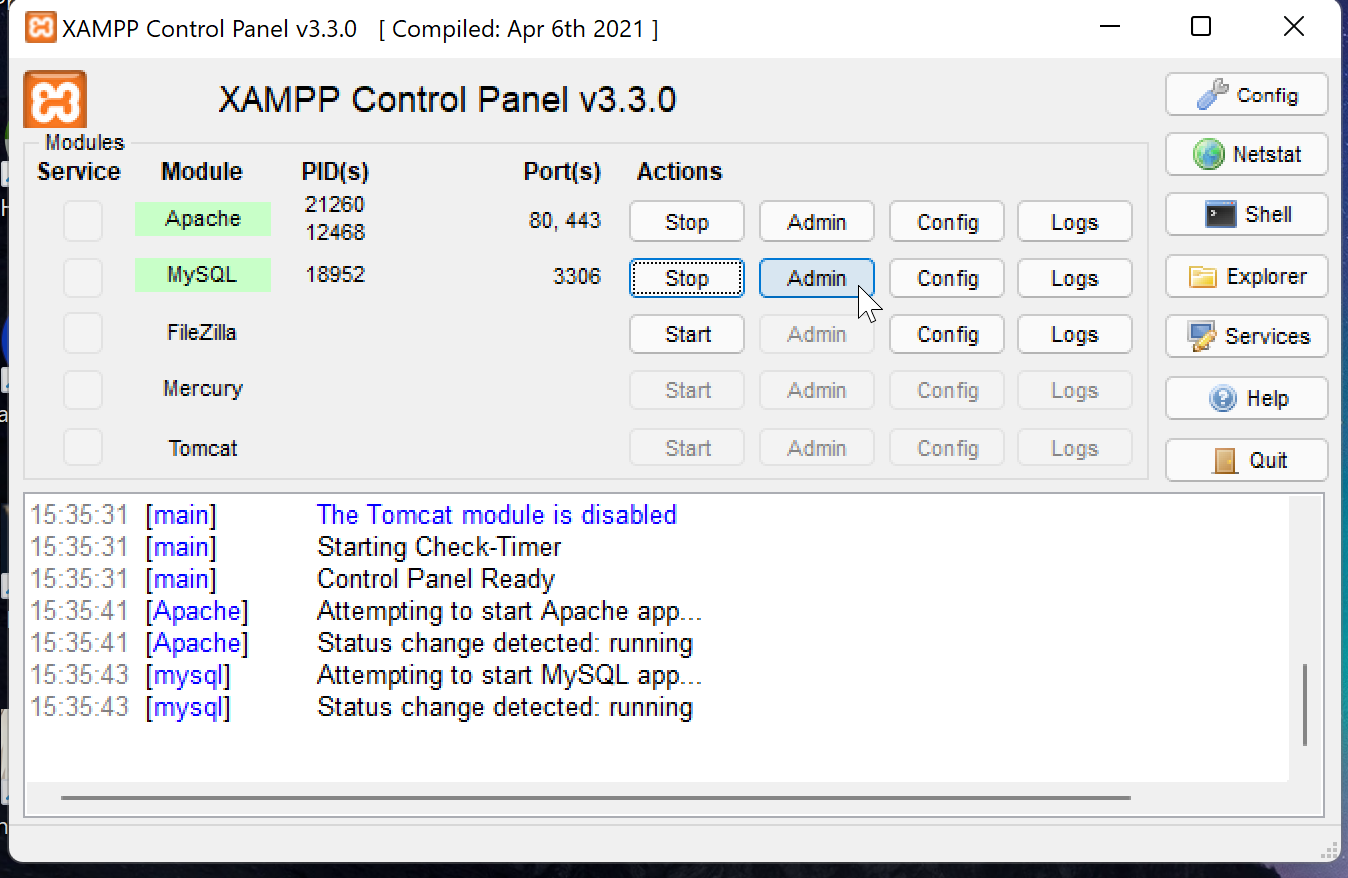 XAMPP Control Panel v3.3.0 [ Compiled: Apr 6th 2021 ]
XAMPP Control Panel v3.3.0
Config
Modules
Service Module PID(s) Port(s) Actions
Netstat
Apache 21260 12468 80, 443 Stop Admin Config Logs
Shell
MySQL 18952 3306 Stop Admin Config Logs
Explorer
FileZilla Start Admin Config Logs
Services
Mercury Start Admin Config Logs
Help
Tomcat Start Admin Config Logs
Quit
15:35:31 [main] The Tomcat module is disabled
15:35:31 [main] Starting Check-Timer
15:35:31 [main] Control Panel Ready
15:35:41 [Apache] Attempting to start Apache app...
15:35:41 [Apache] Status change detected: running
15:35:43 [mysql] Attempting to start MySQL app...
15:35:43 [mysql] Status change detected: running